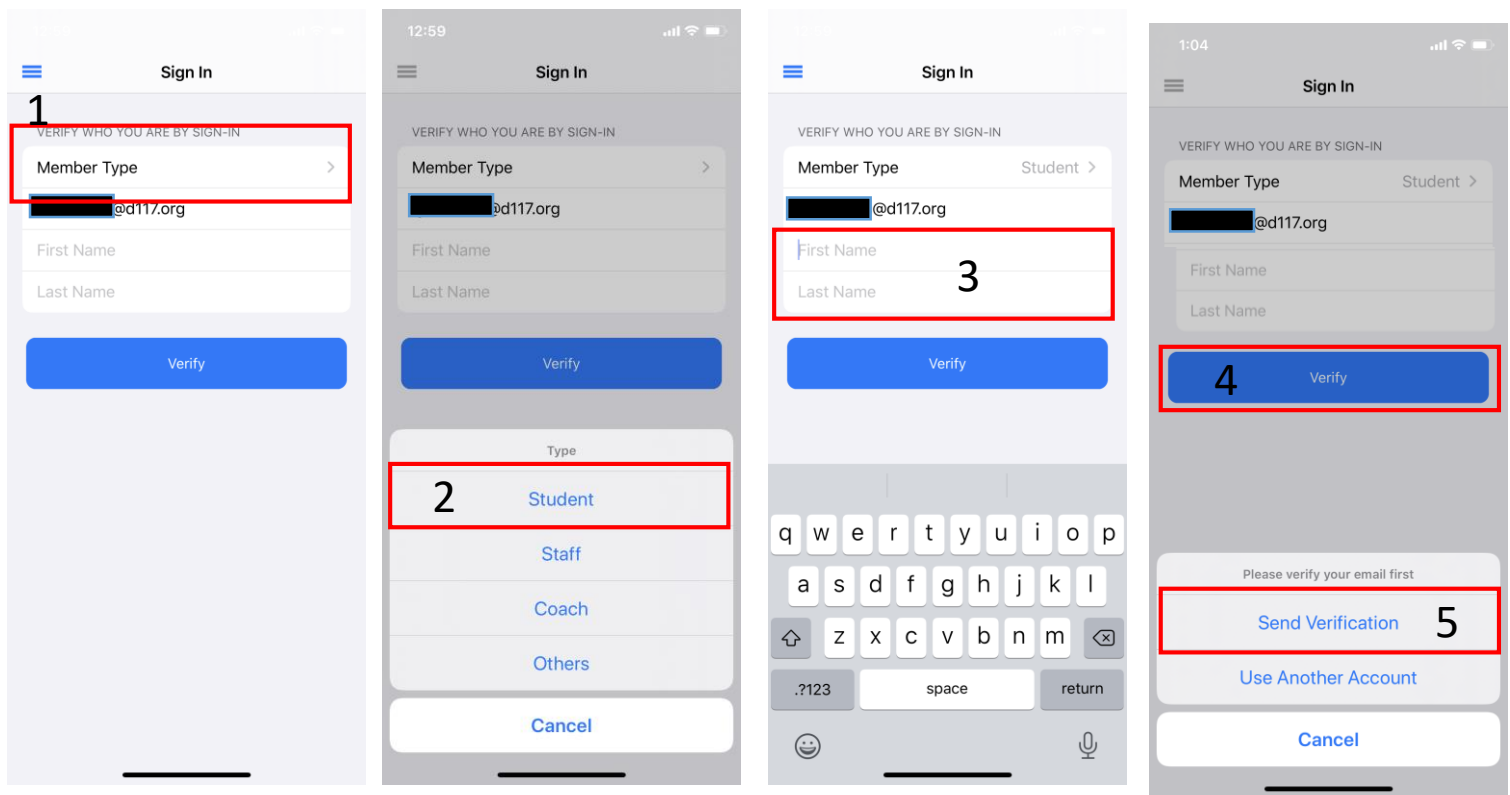 Sign In
1
VERIFY WHO YOU ARE BY SIGN-IN
Member Type
@d117.org
First Name
Last Name
Verify
12:59
Sign In
VERIFY WHO YOU ARE BY SIGN-IN
Member Type
@d117.org
First Name
Last Name
Verify
Type
2
Student
Staff
Coach
Others
Cancel
Sign In
VERIFY WHO YOU ARE BY SIGN-IN
Member Type Student
@d117.org
First Name
3
Last Name
Verify
q w e r t y u i o p
a s d f g h j k l
z x c v b n m
.?123 space return
1:04
Sign In
VERIFY WHO YOU ARE BY SIGN-IN
Member Type Student
@d117.org
First Name
Last Name
4 Verify
Please verify your email first
Send Verification 5
Use Another Account
Cancel